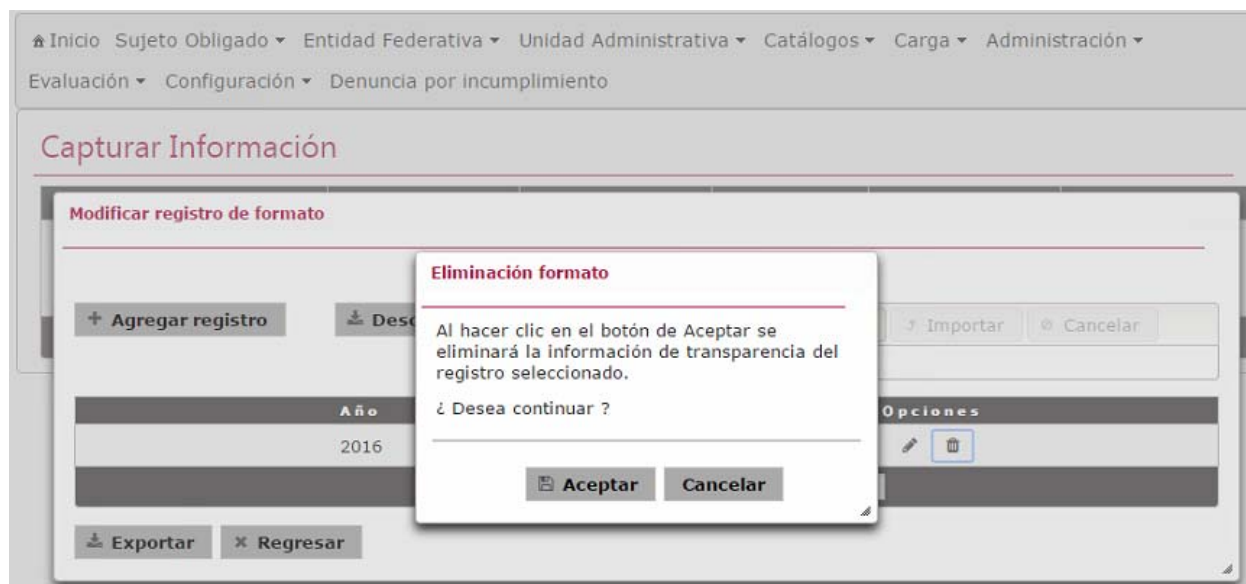 Inicio Sujeto Obligado Entidad Federativa Unidad Administrativa Catálogos Carga Administración
Evaluación Configuración Denuncia por incumplimiento
Capturar Información
Modificar registro de formato
Eliminación formato
Agregar registro
Importar Cancelar
Al hacer clic en el botón de Aceptar se
eliminará la información de transparencia del
registro seleccionado.
¿ Desea continuar ?
Año Opciones
2016
Aceptar Cancelar
Exportar Regresar